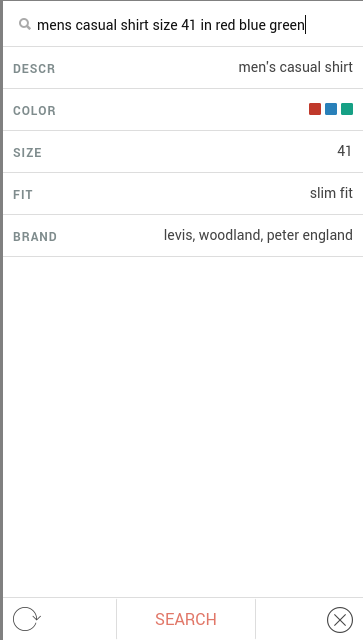 mens casual shirt size 41 in red blue green
DESCR men's casual shirt
COLOR
SIZE 41
FIT slim fit
BRAND levis, woodland, peter england
SEARCH